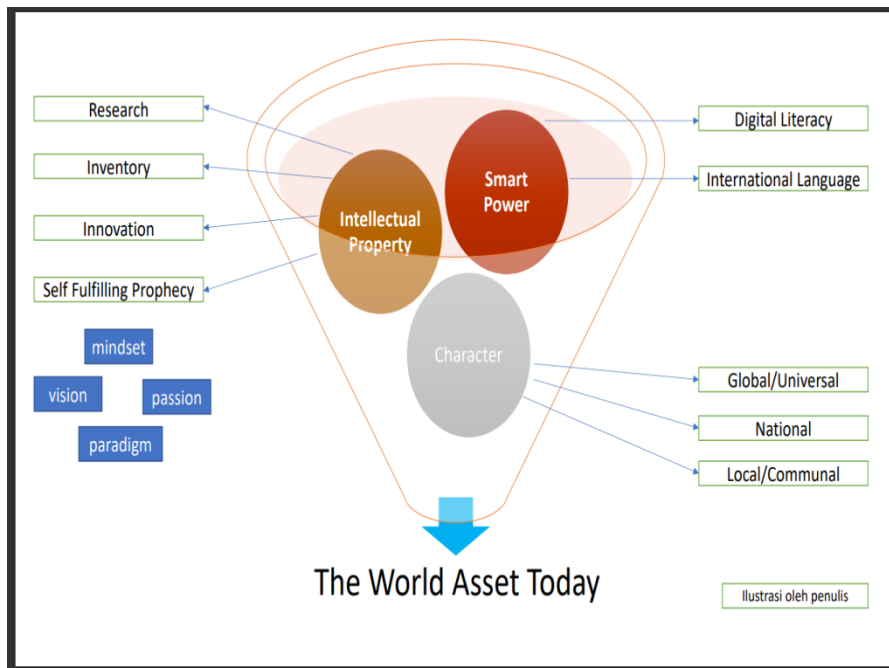 Research
Inventory
Innovation
Self Fulfilling Prophecy
mindset
vision
passion
paradigm
Intellectual
Property
Smart
Power
Character
Digital Literacy
International Language
Global/Universal
National
Local/Communal
The World Asset Today
Ilustrasi oleh penulis